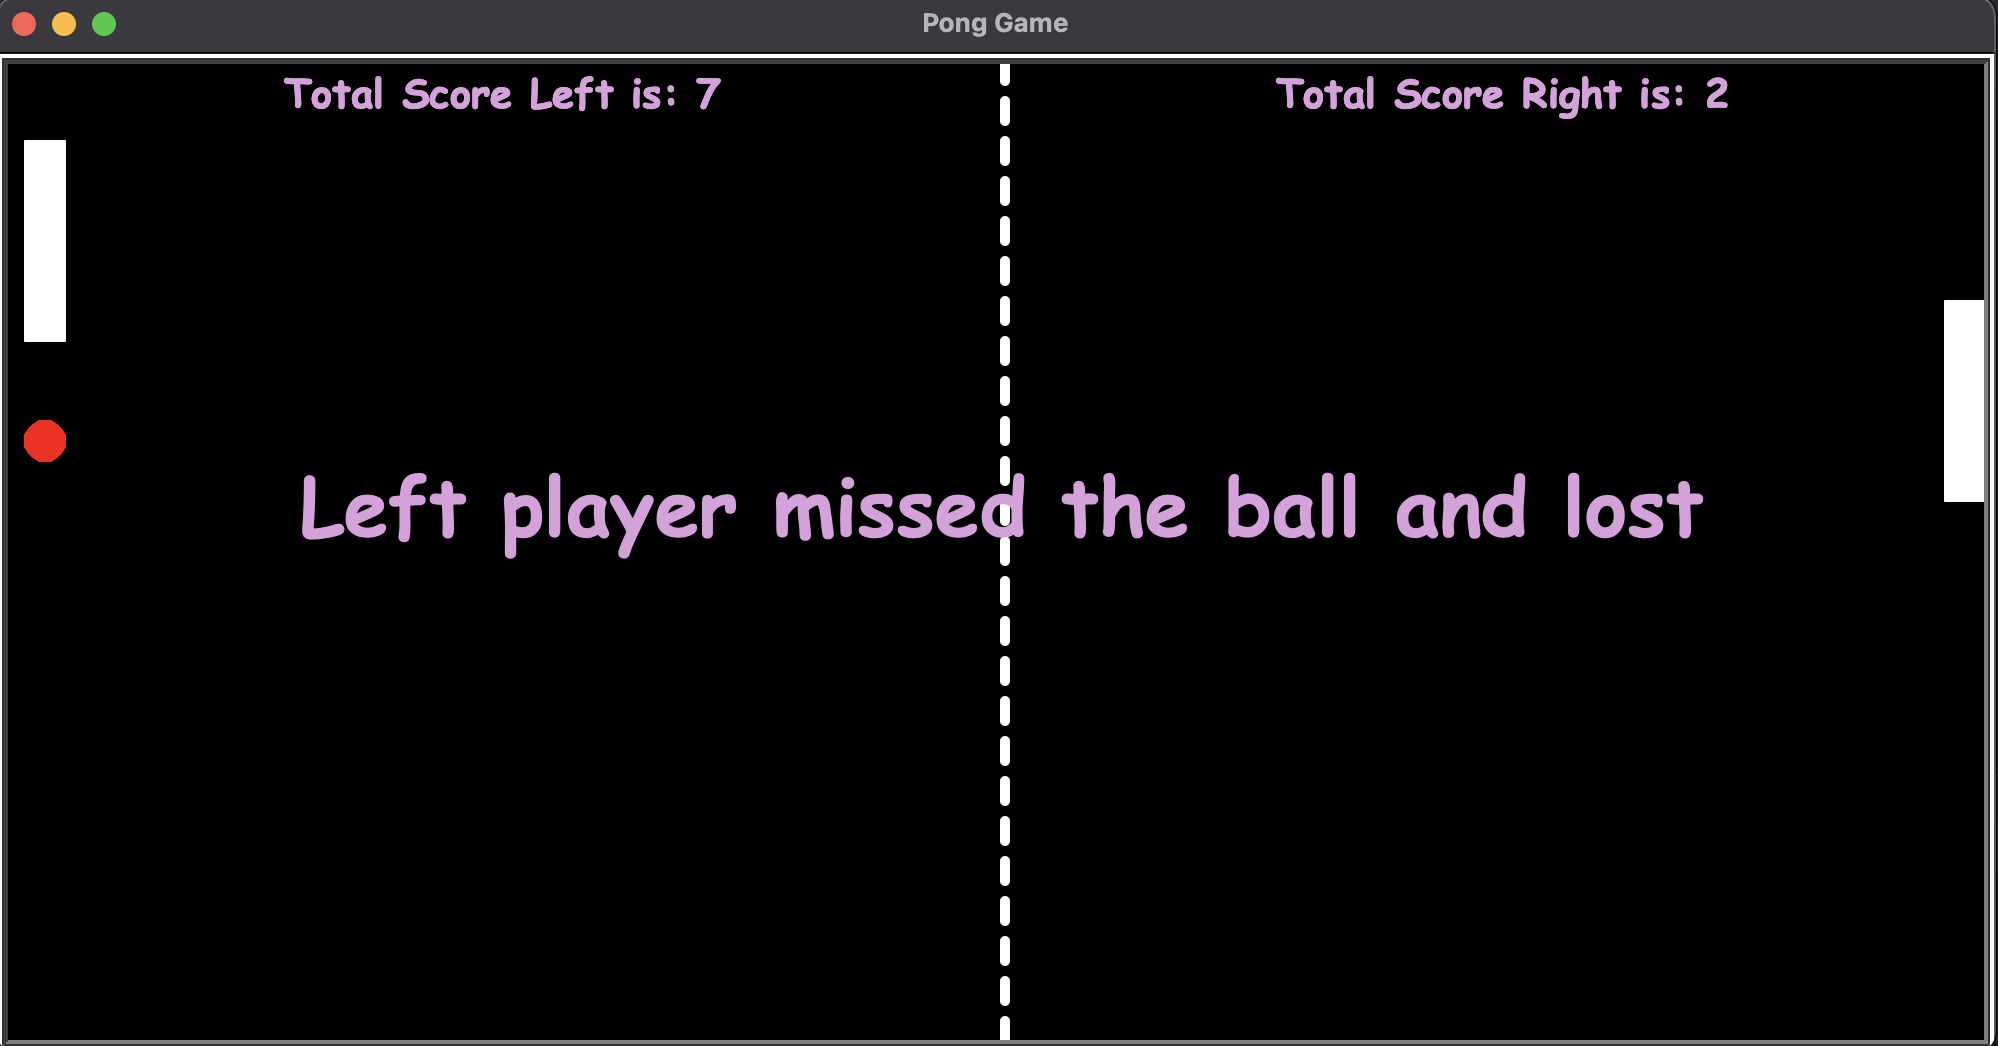 Pong Game
Total Score Left is: 7
Total Score Right is: 2
Left player missed the ball and lost